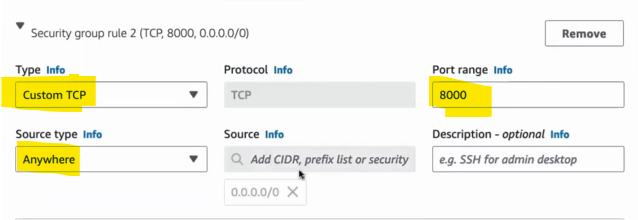 Security group rule 2 (TCP, 8000, 0.0.0.0/0)
Remove
Type Info
Protocol Info
Port range Info
Custom TCP
TCP
8000
Source type Info
Source Info
Description - optional Info
Anywhere
Add CIDR, prefix list or security
e.g. SSH for admin desktop
0.0.0.0/0